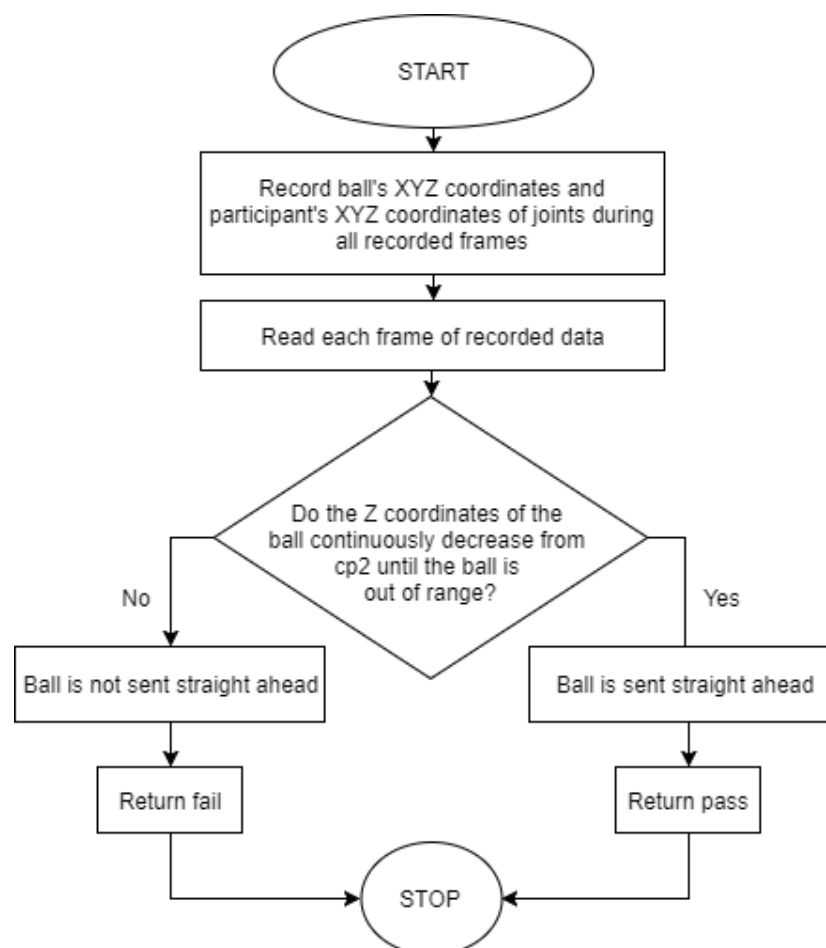 START
Record ball's XYZ coordinates and
participant's XYZ coordinates of joints during
all recorded frames
Read each frame of recorded data
Do the Z coordinates of the
ball continuously decrease from
cp2 until the ball is
out of range?
No
Yes
Ball is not sent straight ahead
Ball is sent straight ahead
Return fail
Return pass
STOP